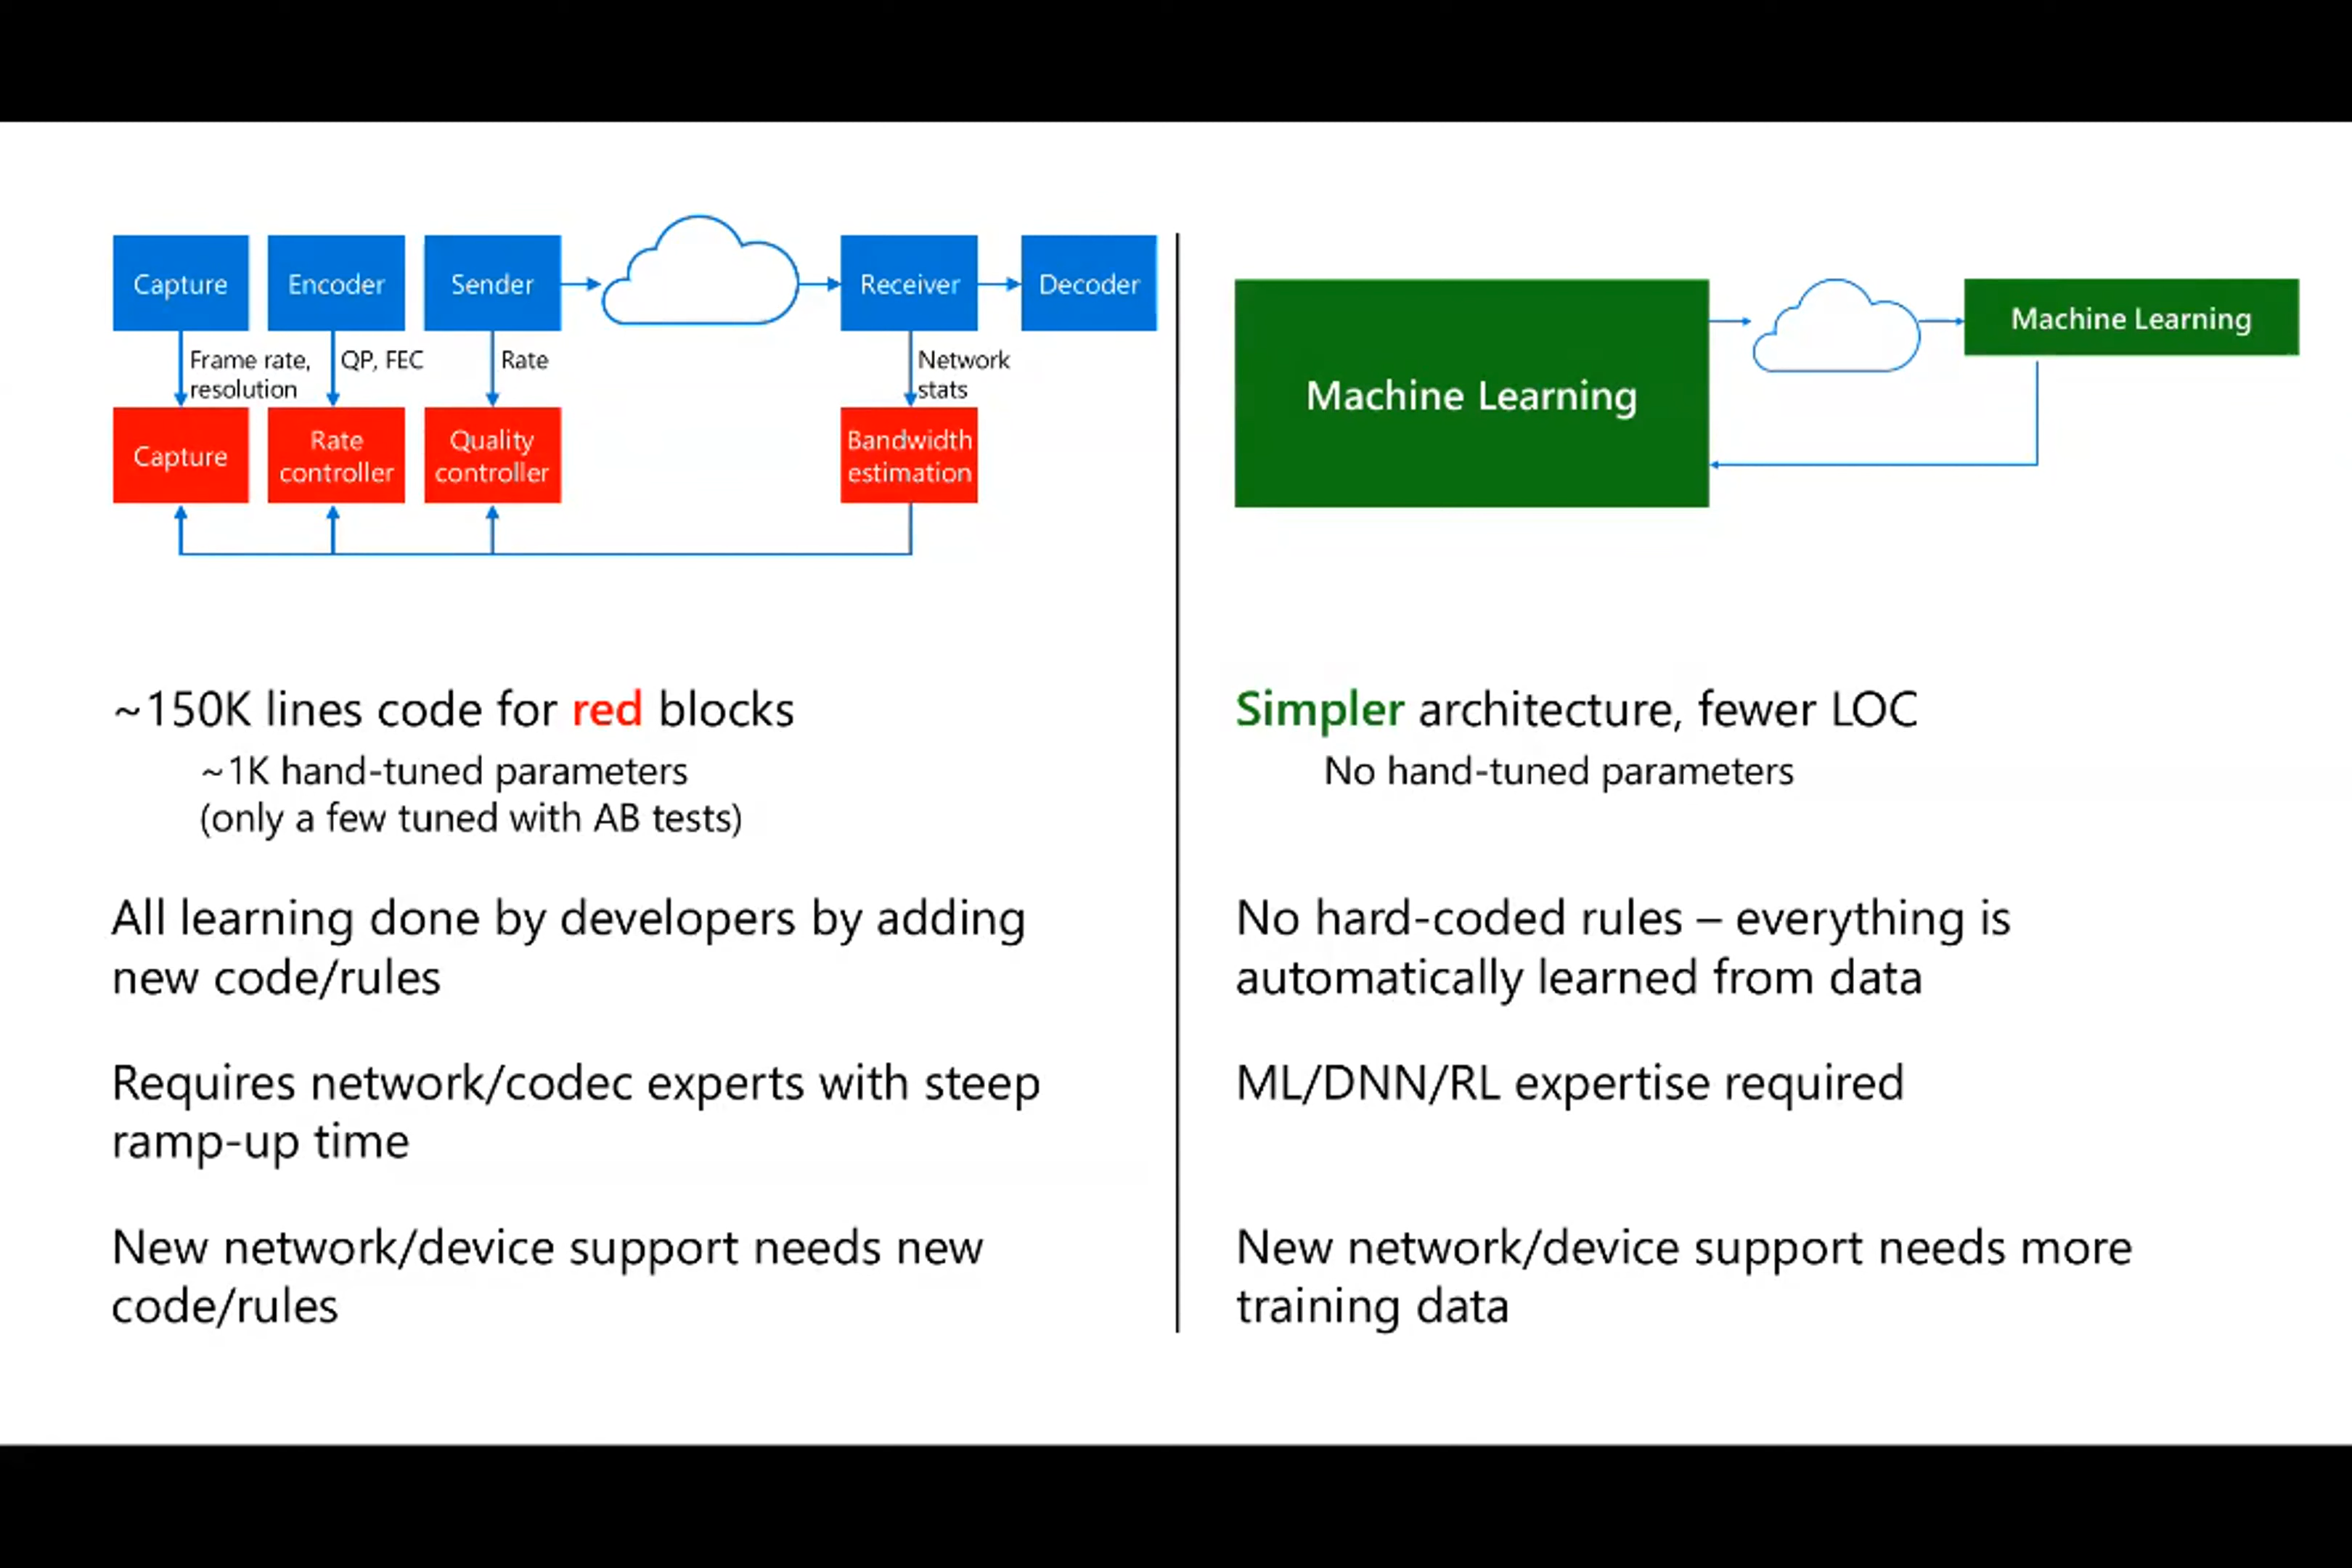 Capture
Encoder
Sender
Receiver
Decoder
Frame rate,
resolution
QP, FEC
Rate
Network
stats
Capture
Rate
controller
Quality
controller
Bandwidth
estimation
~150K lines code for red blocks
~1K hand-tuned parameters
(only a few tuned with AB tests)
All learning done by developers by adding
new code/rules
Requires network/codec experts with steep
ramp-up time
New network/device support needs new
code/rules
Machine Learning
Machine Learning
Simpler architecture, fewer LOC
No hand-tuned parameters
No hard-coded rules – everything is
automatically learned from data
ML/DNN/RL expertise required
New network/device support needs more
training data